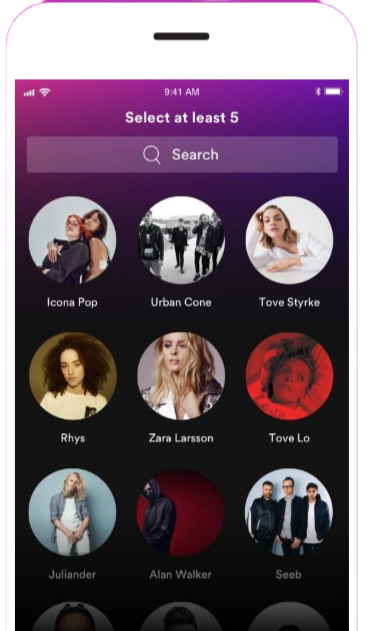 9:41 AM
Select at least 5
Search
Icona Pop Urban Cone Tove Styrke
Rhys Zara Larsson Tove Lo
Juliander Alan Walker Seeb